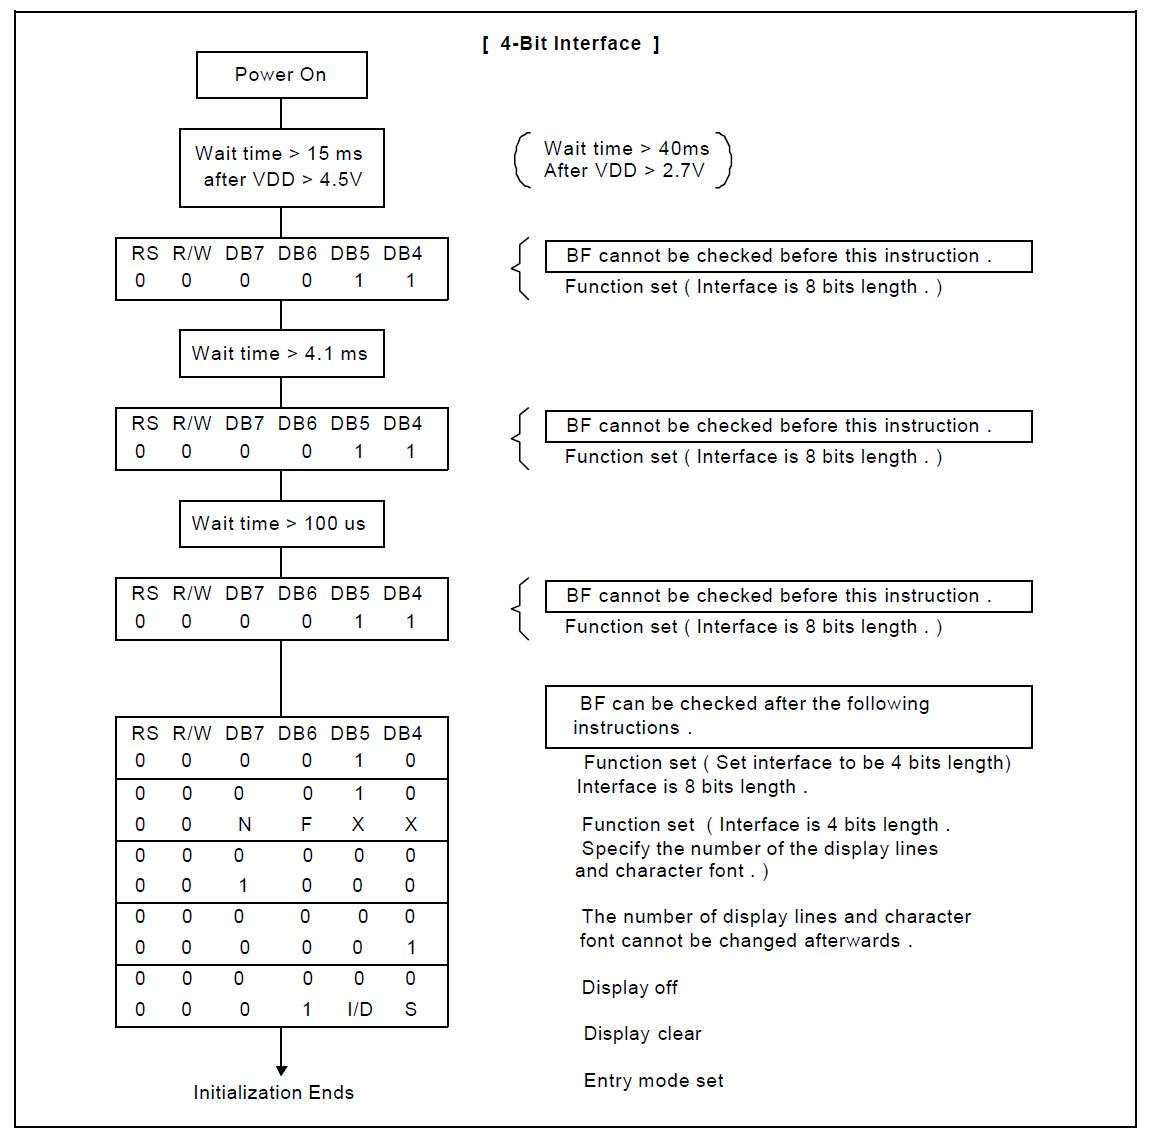 [ 4-Bit Interface ]
Power On
Wait time > 15 ms
after VDD > 4.5V
Wait time > 40ms
After VDD > 2.7V
RS R/W DB7 DB6 DB5 DB4
0 0 0 0 1 1
BF cannot be checked before this instruction .
Function set ( Interface is 8 bits length . )
Wait time > 4.1 ms
RS R/W DB7 DB6 DB5 DB4
0 0 0 0 1 1
BF cannot be checked before this instruction .
Function set ( Interface is 8 bits length . )
Wait time > 100 us
RS R/W DB7 DB6 DB5 DB4
0 0 0 0 1 1
BF cannot be checked before this instruction .
Function set ( Interface is 8 bits length . )
RS R/W DB7 DB6 DB5 DB4
0 0 0 0 1 0
0 0 0 0 1 0
0 0 N F X X
0 0 0 0 0 0
0 0 1 0 0 0
0 0 0 0 0 0
0 0 0 0 0 1
0 0 0 0 0 0
0 0 0 1 I/D S
BF can be checked after the following
instructions .
Function set ( Set interface to be 4 bits length)
Interface is 8 bits length .
Function set ( Interface is 4 bits length .
Specify the number of the display lines
and character font . )
The number of display lines and character
font cannot be changed afterwards .
Display off
Display clear
Entry mode set
Initialization Ends